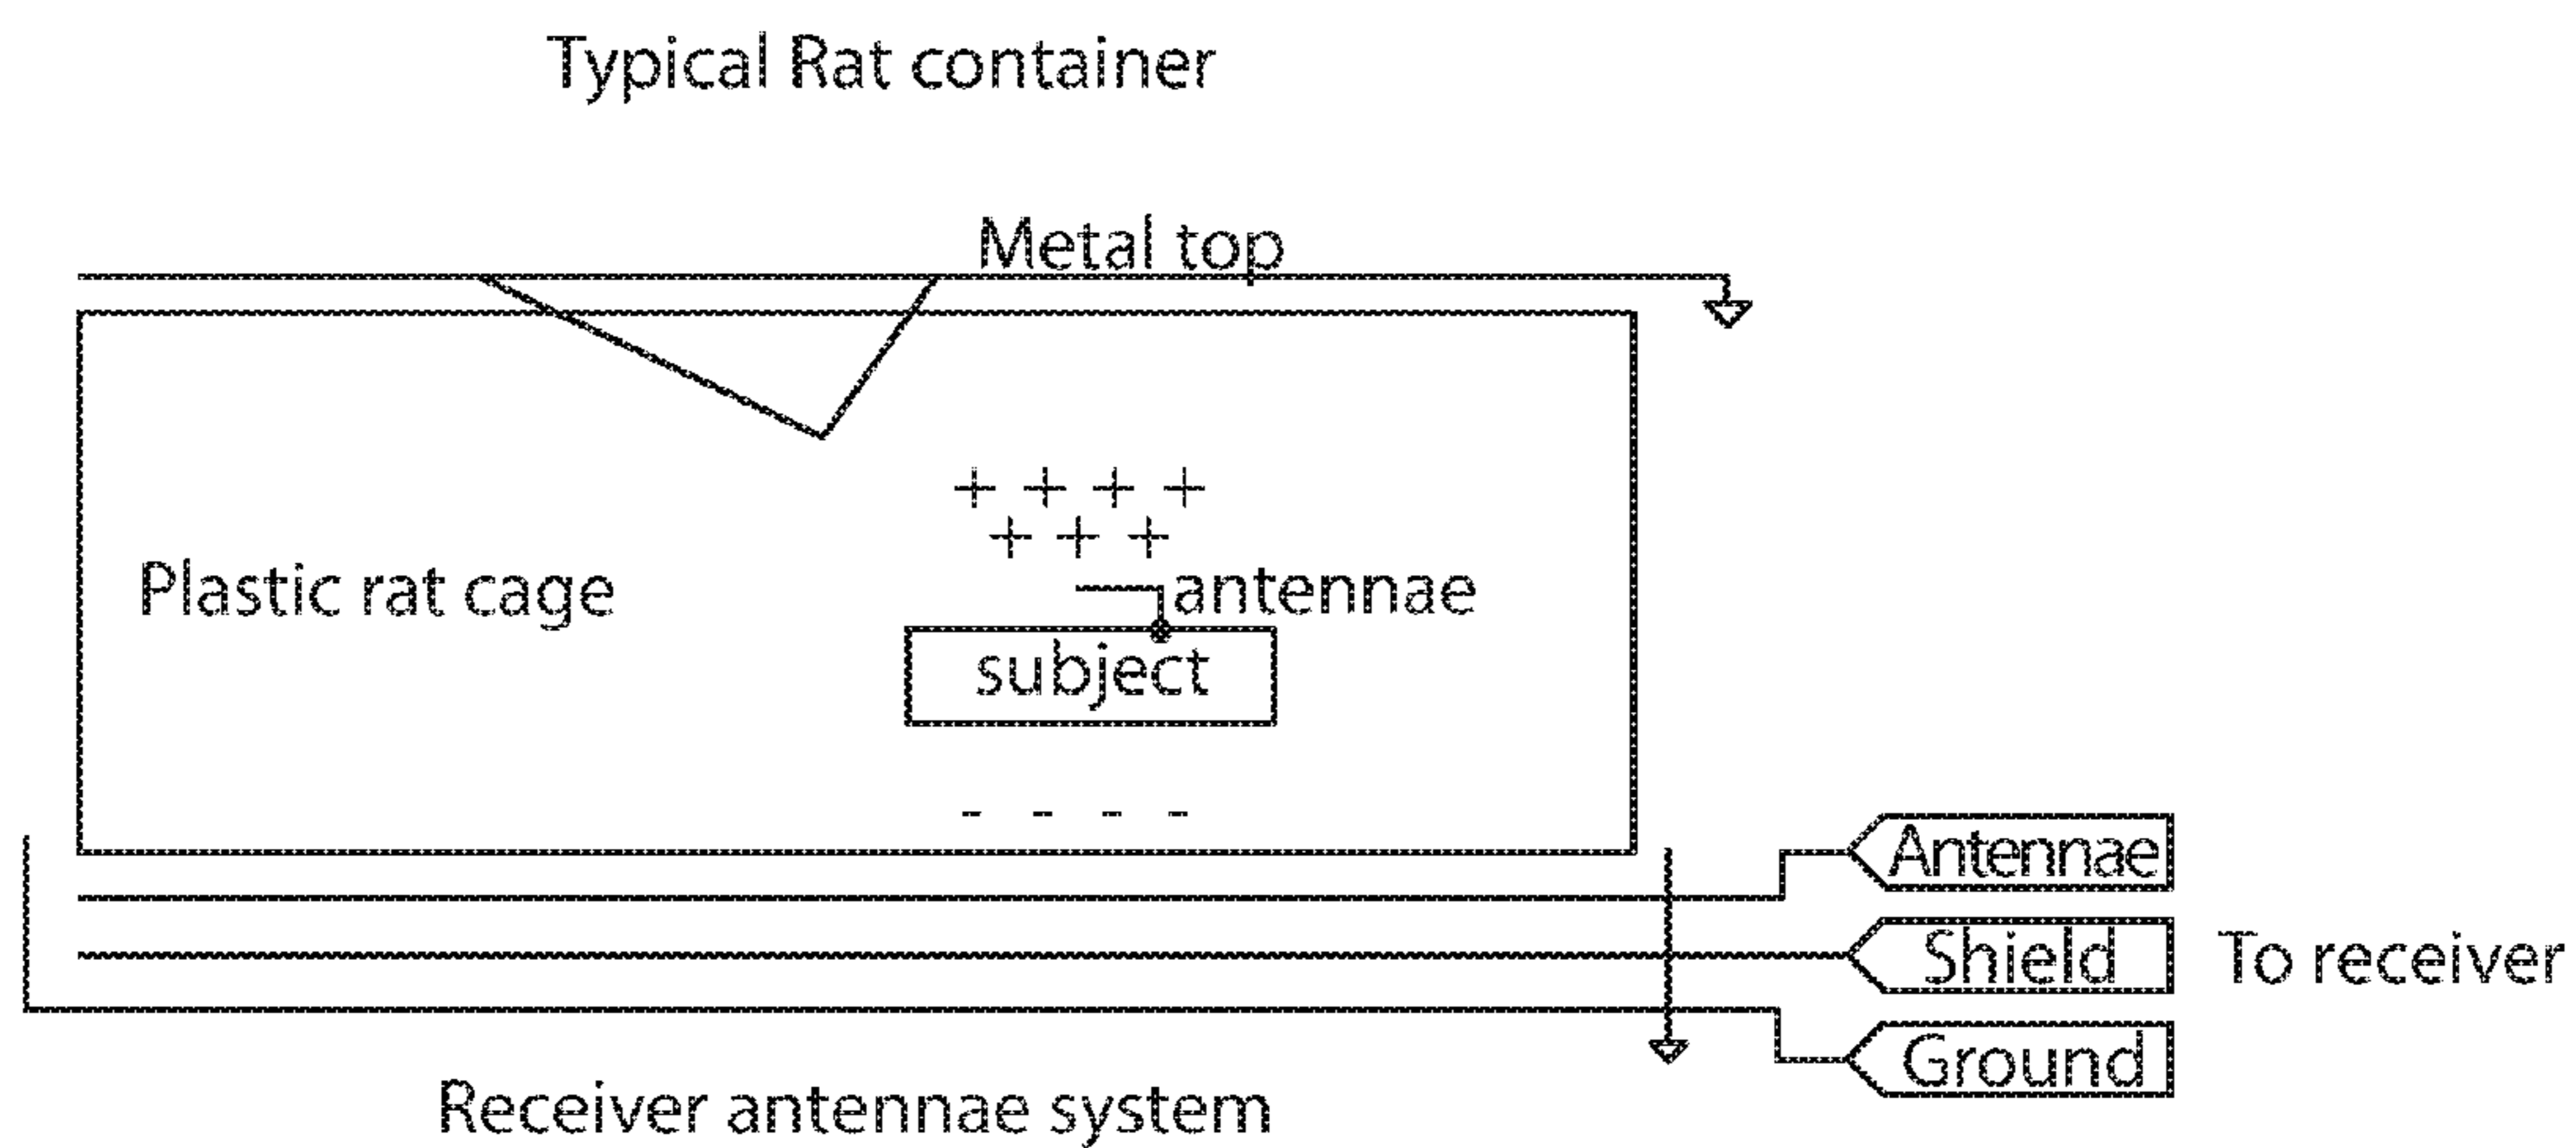 Typical Rat container
Metal top
+ + + +
+ + +
Plastic rat cage
antennae
subject
- - - -
Antennae
Shield
To receiver
Ground
Receiver antennae system